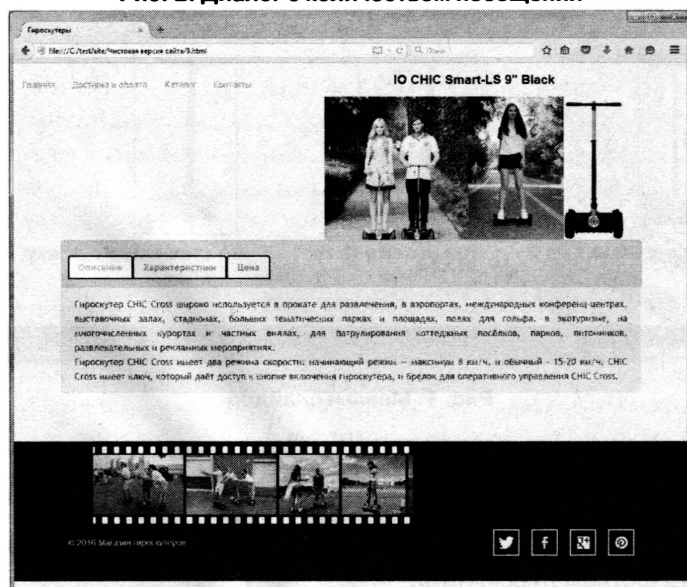 Рис. 2. Диалог с количеством посещений
Гироскутеры
file:///C:/test/site/Чистовая версия сайта/9.html
Поиск
Главная Доставка и оплата Каталог Контакты
IO CHIC Smart-LS 9" Black
Описание Характеристики Цена
Гироскутер CHIC Cross широко используется в прокате для развлечения, в аэропортах, международных конференц-центрах,
выставочных залах, стадионах, больших тематических парках и площадях, полях для гольфа, в экотуризме, на
многочисленных курортах и частных виллах, для патрулирования коттеджных посёлков, парков, питомников,
развлекательных и рекламных мероприятиях.
Гироскутер CHIC Cross имеет два режима скорости: начинающий режим – максимум 8 км/ч, и обычный - 15-20 км/ч. CHIC
Cross имеет ключ, который даёт доступ к кнопке включения гироскутера, и брелок для оперативного управления CHIC Cross.
© 2016 Магазин гироскутеров